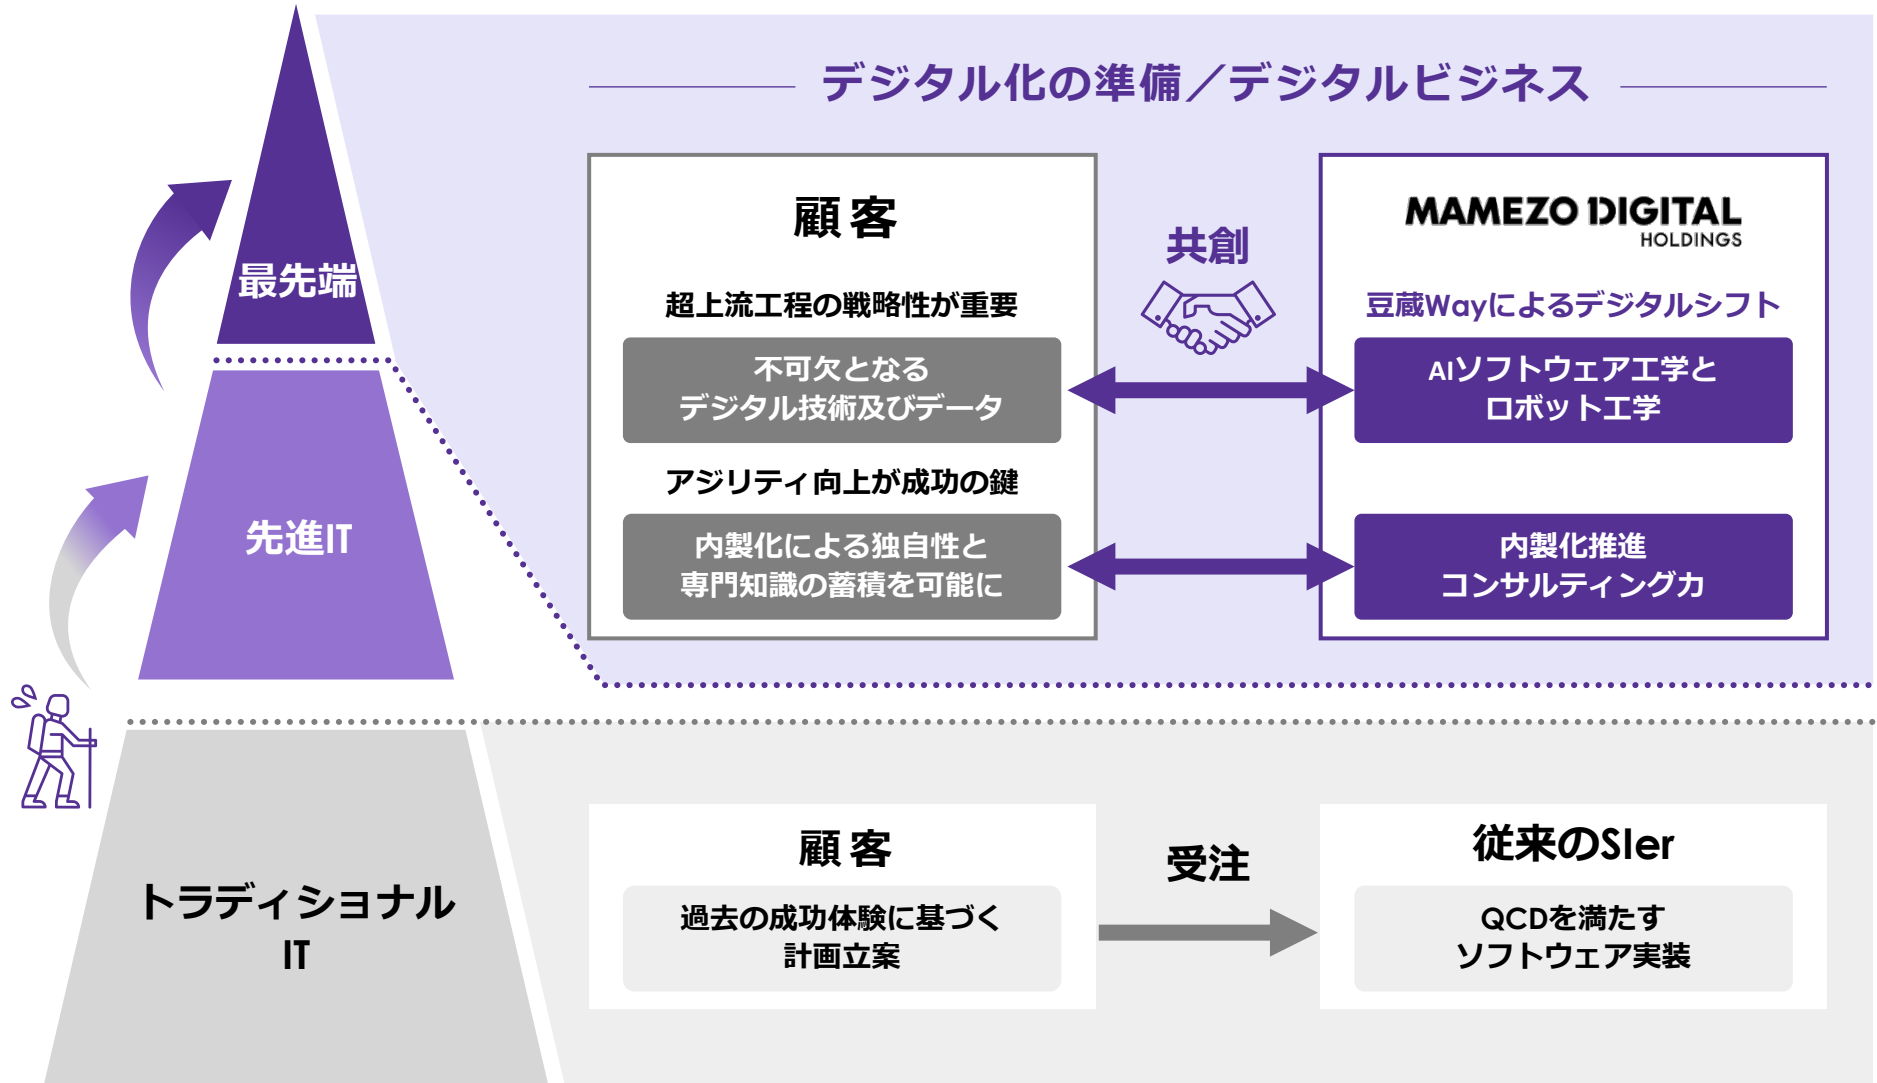 デジタル化の準備／デジタルビジネス
顧客
超上流工程の戦略性が重要
不可欠となる
デジタル技術及びデータ
アジリティ向上が成功の鍵
内製化による独自性と
専門知識の蓄積を可能に
共創
MAMEZO DIGITAL
HOLDINGS
豆蔵Wayによるデジタルシフト
AIソフトウェア工学と
ロボット工学
内製化推進
コンサルティング力
最先端
先進IT
トラディショナル
IT
顧客
過去の成功体験に基づく
計画立案
受注
従来のSIer
QCDを満たす
ソフトウェア実装